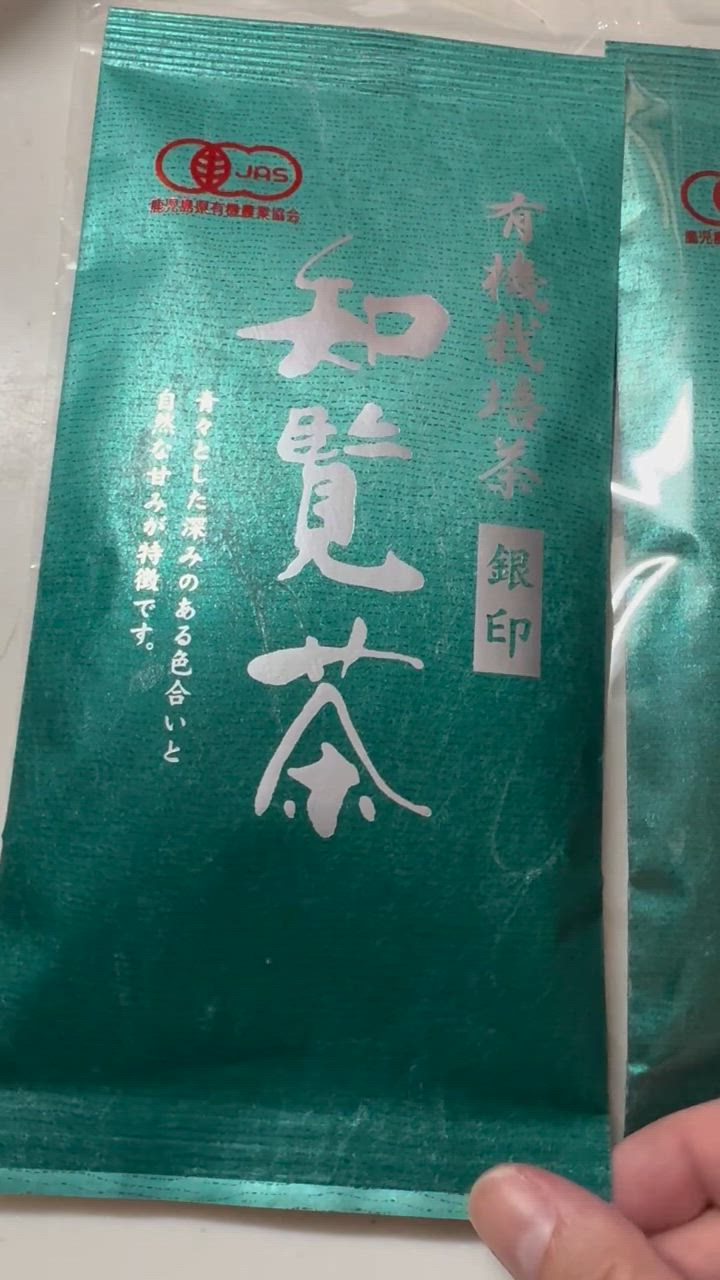 JAS
鹿児島県有機農業協会
有機栽培茶
銀印
知覧茶
青々とした深みのある色合いと
自然な甘みが特徴です。